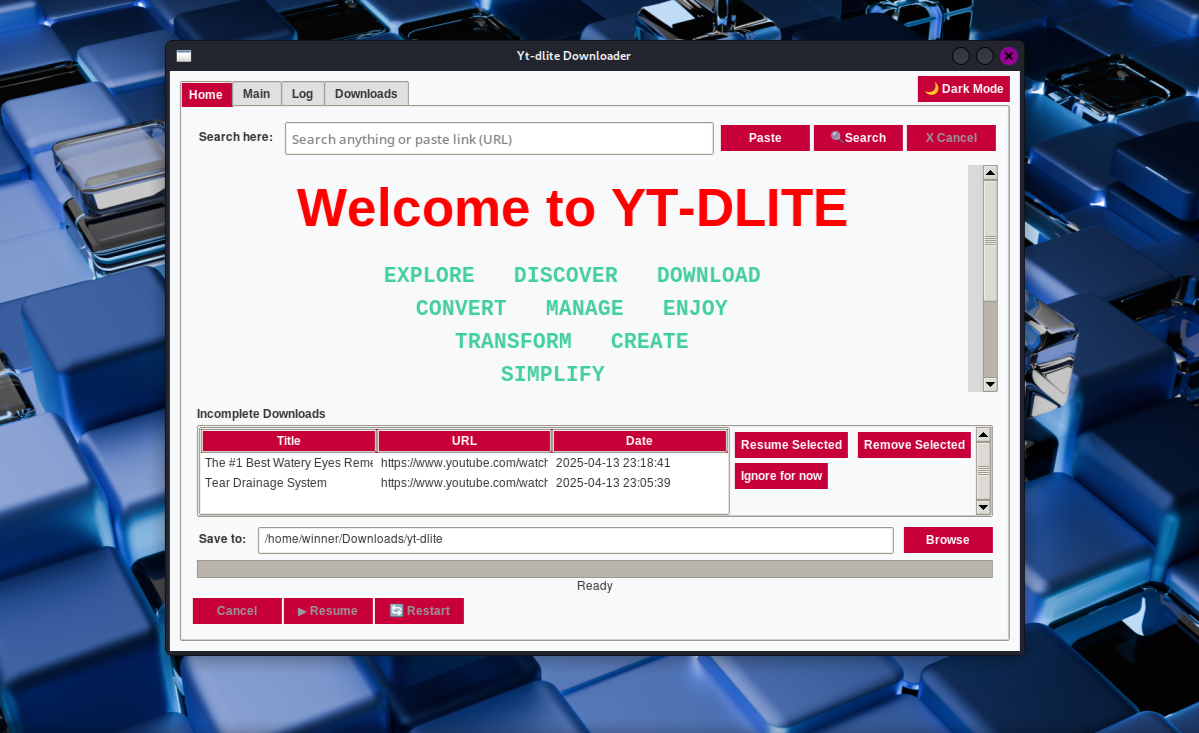 Yt-dlite Downloader
Home Main Log Downloads 🌙 Dark Mode
Search here: Search anything or paste link (URL) Paste 🔍Search X Cancel
Welcome to YT-DLITE
EXPLORE DISCOVER DOWNLOAD
CONVERT MANAGE ENJOY
TRANSFORM CREATE
SIMPLIFY
Incomplete Downloads
Title URL Date Resume Selected Remove Selected
The #1 Best Watery Eyes Reme https://www.youtube.com/watch 2025-04-13 23:18:41
Tear Drainage System https://www.youtube.com/watch 2025-04-13 23:05:39 Ignore for now
Save to: /home/winner/Downloads/yt-dlite Browse
Ready
Cancel ▶ Resume 🔄 Restart